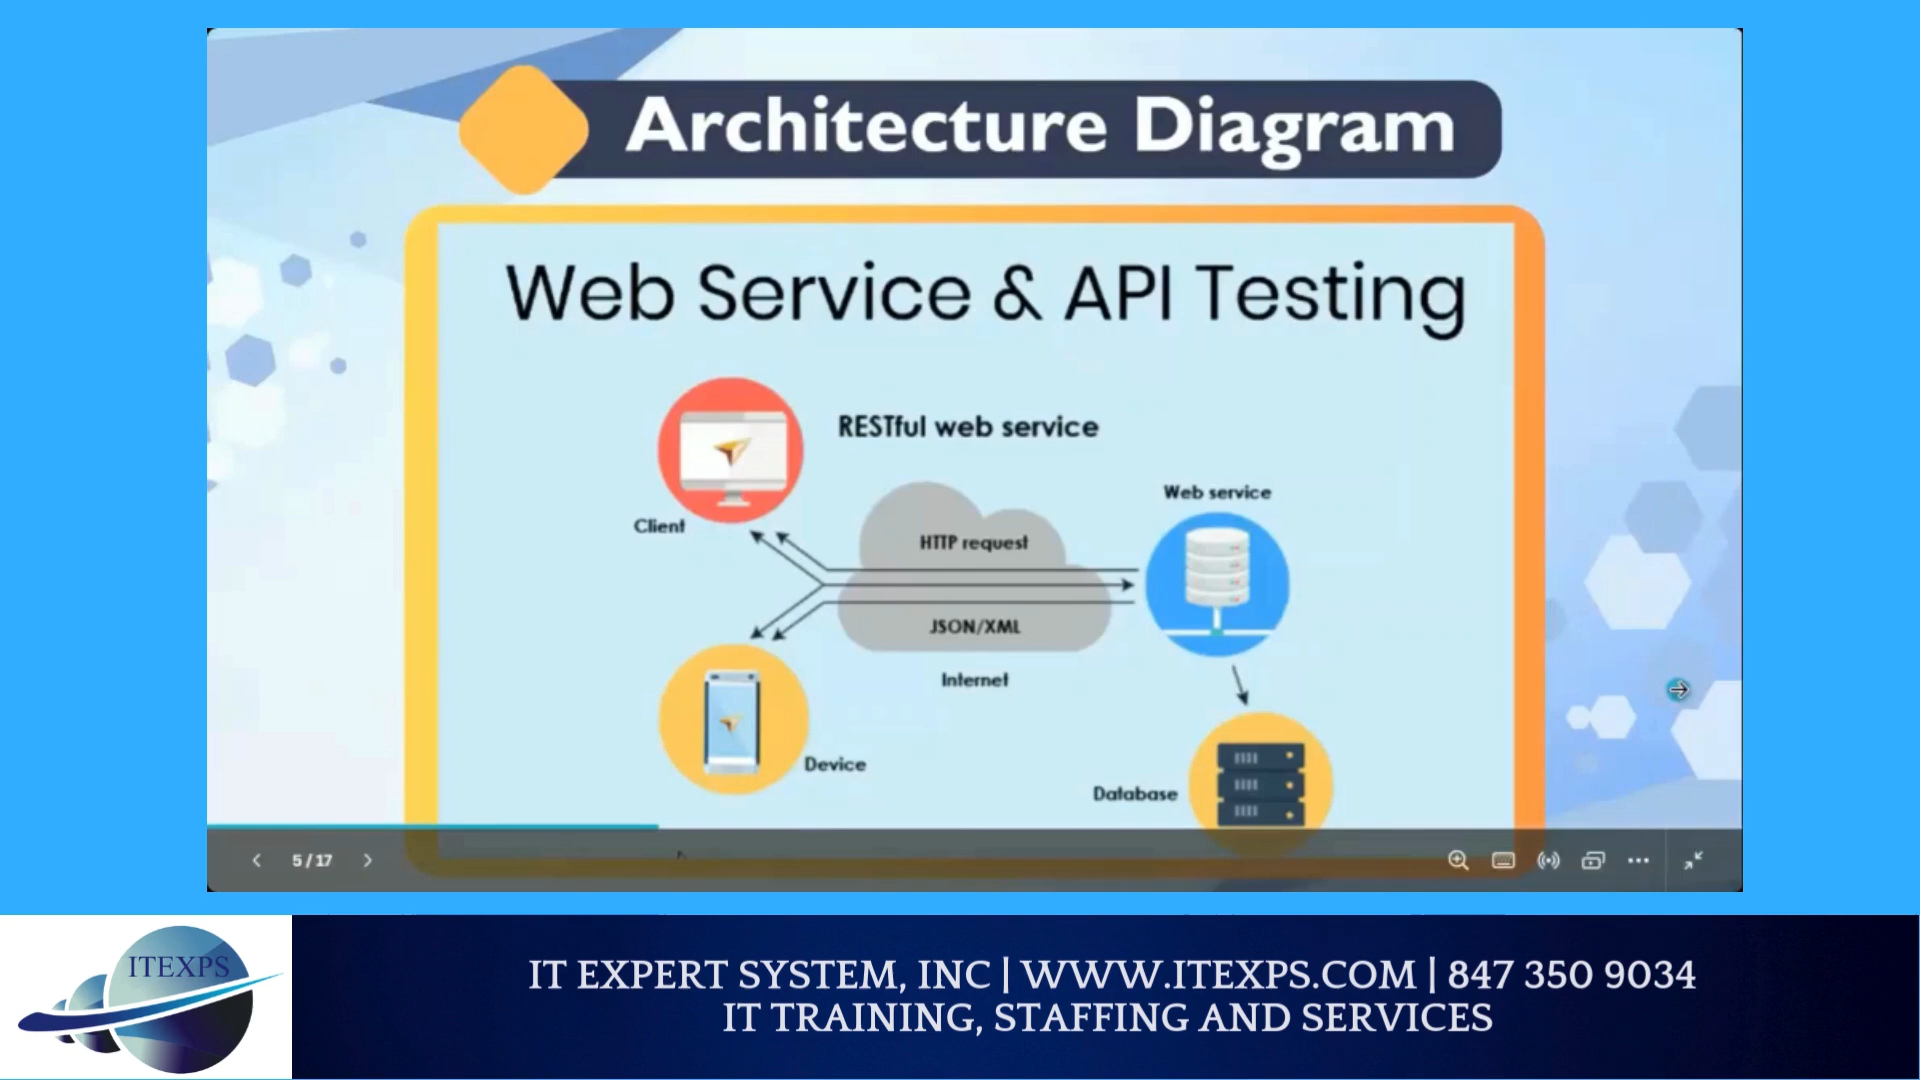 Architecture Diagram
Web Service & API Testing
RESTful web service
Web service
Client
HTTP request
JSON/XML
Internet
Device
Database
5 / 17
ITEXPS
IT EXPERT SYSTEM, INC | WWW.ITEXPS.COM | 847 350 9034
IT TRAINING, STAFFING AND SERVICES